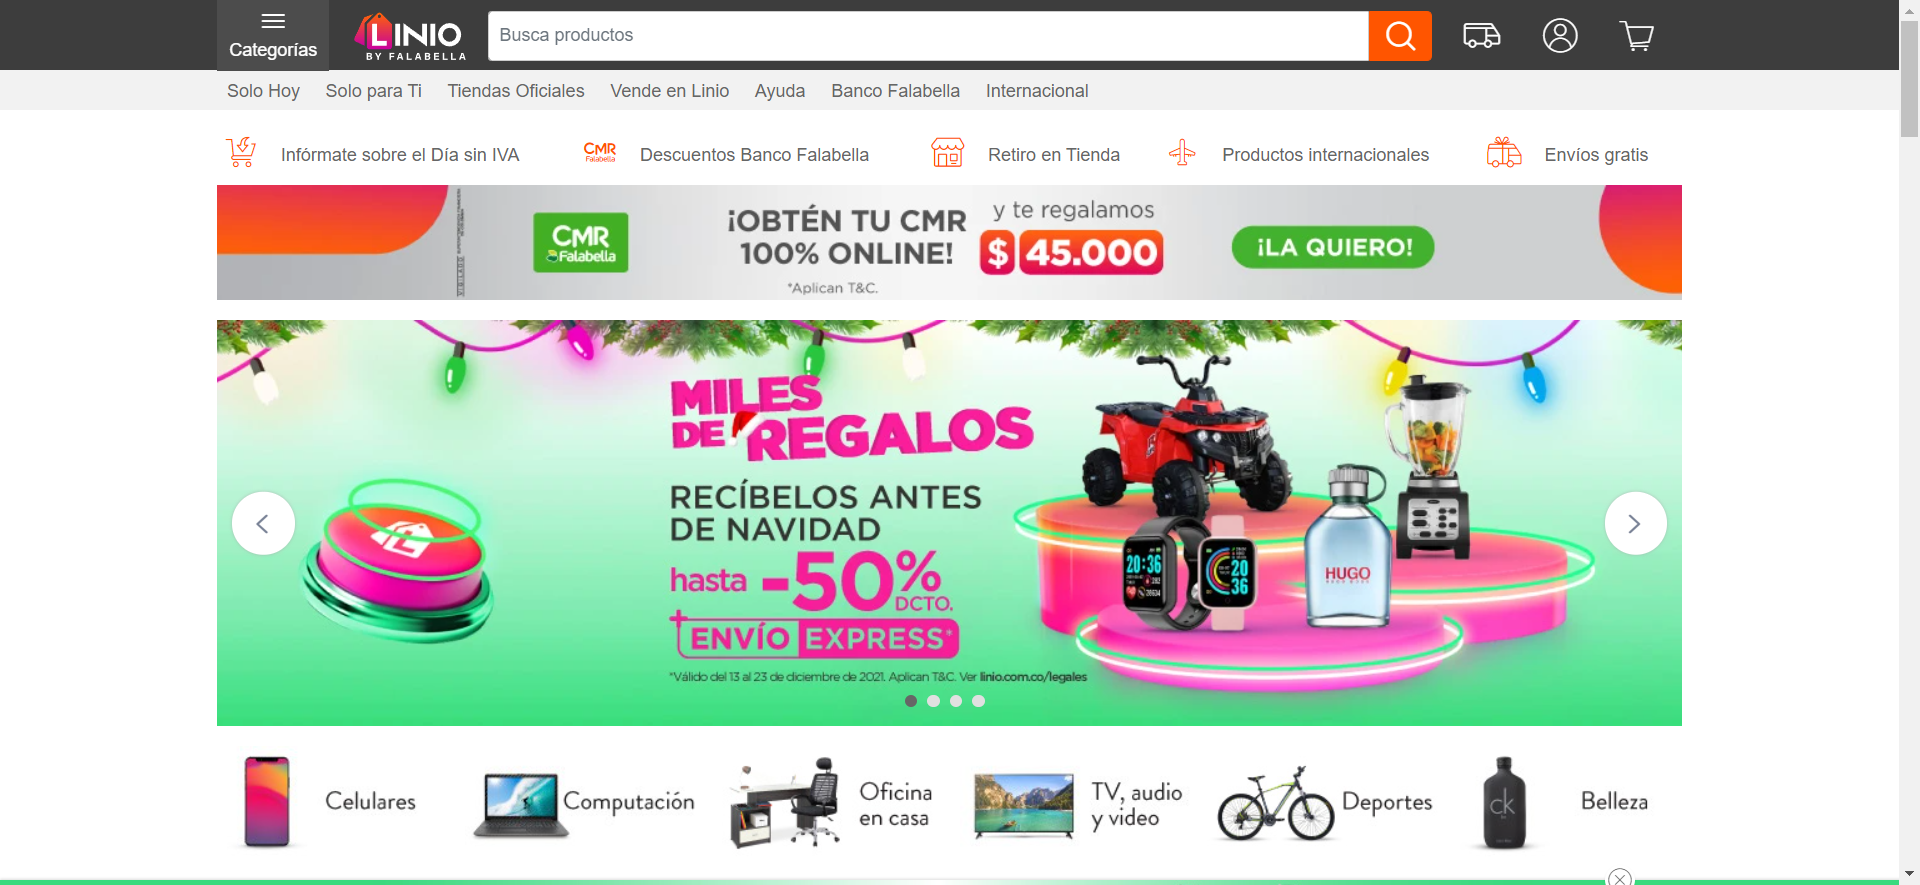 Categorías
LINIO
BY FALABELLA
Busca productos
Solo Hoy
Solo para Ti
Tiendas Oficiales
Vende en Linio
Ayuda
Banco Falabella
Internacional
Infórmate sobre el Día sin IVA
CMR
Falabella
Descuentos Banco Falabella
Retiro en Tienda
Productos internacionales
Envíos gratis
VIGILADO
CMR
Falabella
¡OBTÉN TU CMR
100% ONLINE!
*Aplican T&C.
y te regalamos
$ 45.000
¡LA QUIERO!
MILES
DE REGALOS
RECÍBELOS ANTES
DE NAVIDAD
hasta -50%
DCTO.
+
ENVÍO EXPRESS*
*Válido del 13 al 23 de diciembre de 2021. Aplican T&C. Ver linio.com.co/legales
20:36
20
36
HUGO
Celulares
Computación
Oficina
en casa
TV, audio
y video
Deportes
ck
Belleza